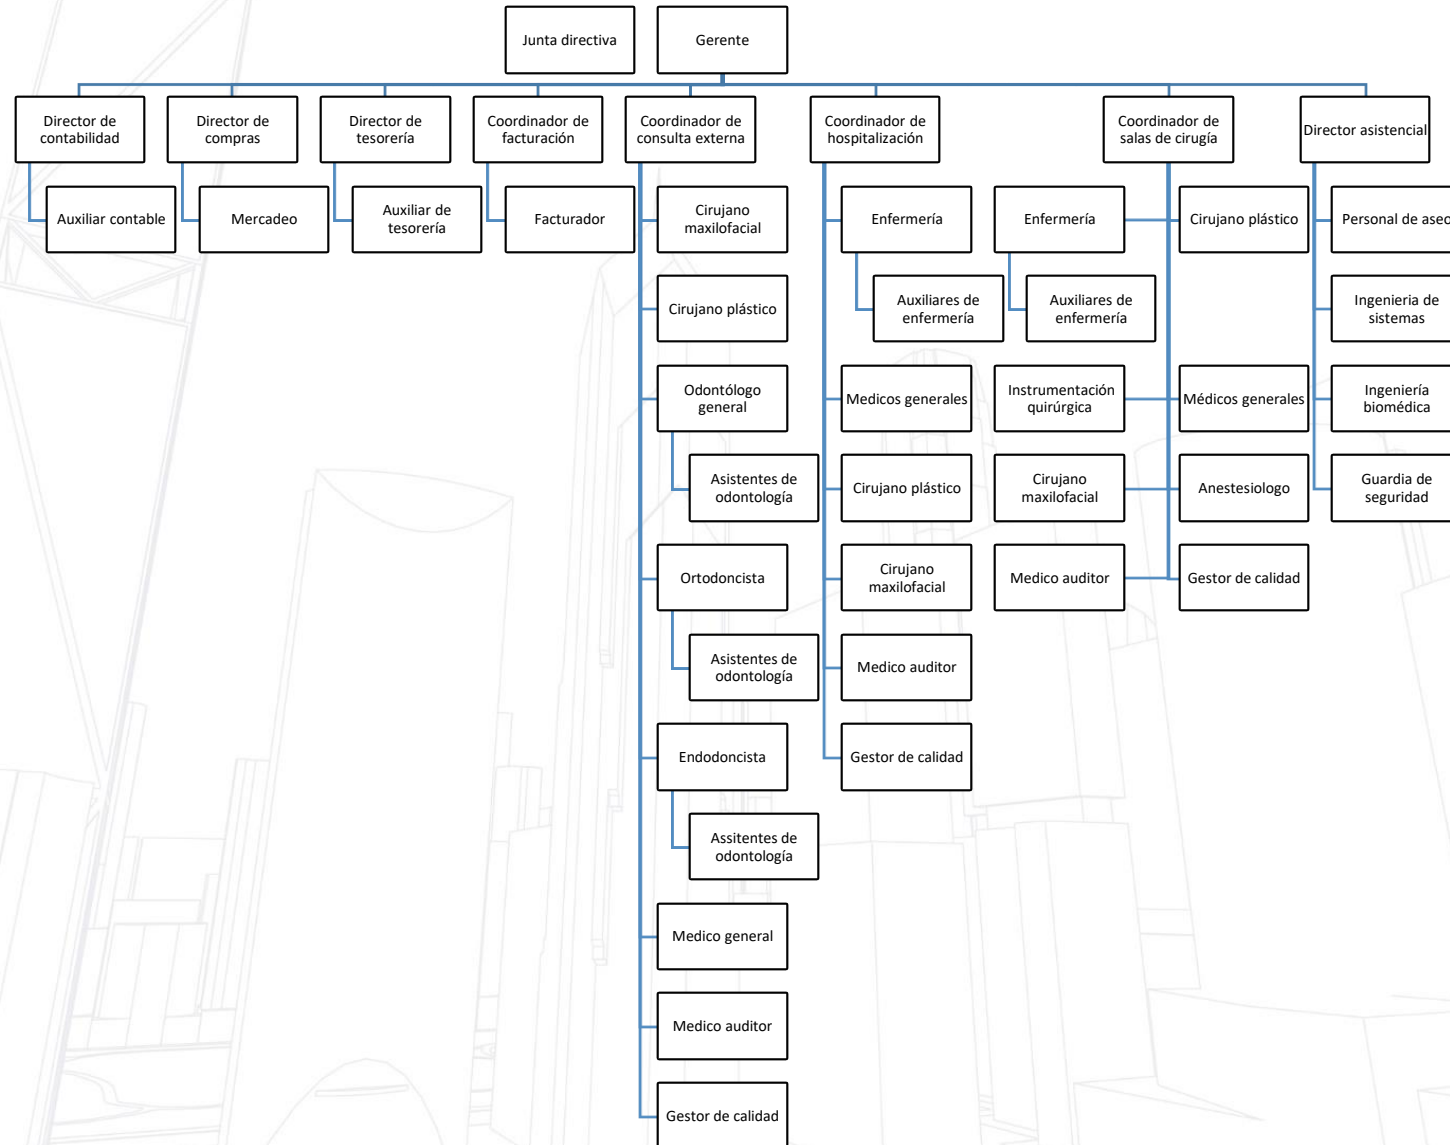 Junta directiva
Gerente
Director de
contabilidad
Director de
compras
Director de
tesorería
Coordinador de
facturación
Coordinador de
consulta externa
Coordinador de
hospitalización
Coordinador de
salas de cirugía
Director asistencial
Auxiliar contable
Mercadeo
Auxiliar de
tesorería
Facturador
Cirujano
maxilofacial
Cirujano plástico
Odontólogo
general
Asistentes de
odontología
Ortodoncista
Asistentes de
odontología
Endodoncista
Assitentes de
odontología
Medico general
Medico auditor
Gestor de calidad
Enfermería
Auxiliares de
enfermería
Medicos generales
Cirujano plástico
Cirujano
maxilofacial
Medico auditor
Gestor de calidad
Enfermería
Auxiliares de
enfermería
Instrumentación
quirúrgica
Cirujano
maxilofacial
Medico auditor
Cirujano plástico
Médicos generales
Anestesiologo
Gestor de calidad
Personal de aseo
Ingenieria de
sistemas
Ingeniería
biomédica
Guardia de
seguridad